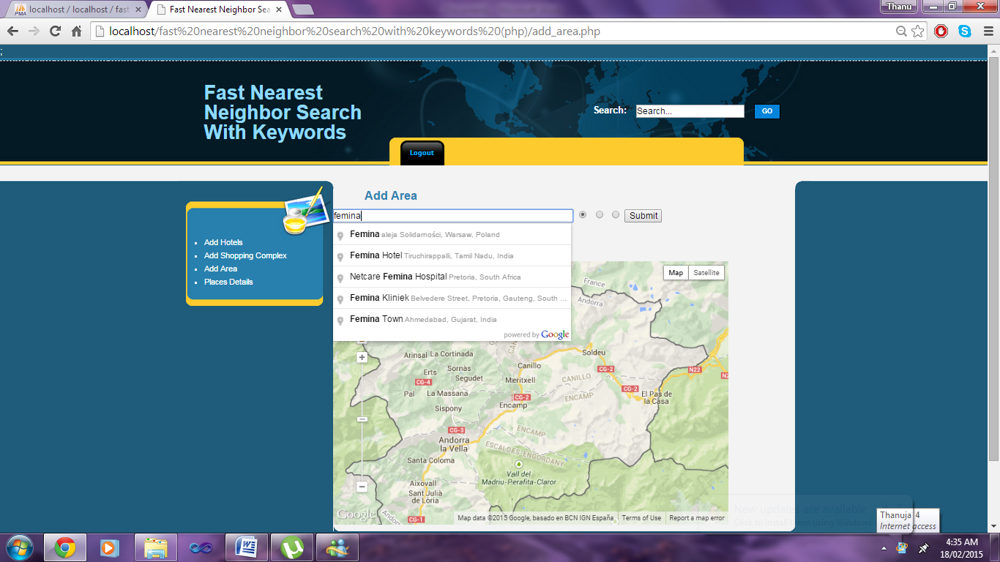 localhost / localhost / fast
Fast Nearest Neighbor Sea
Thanu
localhost/fast%20nearest%20neighbor%20search%20with%20keywords%20(php)/add_area.php
;
Fast Nearest
Neighbor Search
With Keywords
Search:
Search...
GO
Logout
Add Hotels
Add Shopping Complex
Add Area
Places Details
Add Area
femina
Submit
Femina aleja Solidarności, Warsaw, Poland
Femina Hotel Tiruchirappalli, Tamil Nadu, India
Netcare Femina Hospital Pretoria, South Africa
Femina Kliniek Belvedere Street, Pretoria, Gauteng, South ...
Femina Town Ahmedabad, Gujarat, India
powered by Google
Map
Satellite
France
Andorra
Arinsal
La Cortinada
Soldeu
Erts
Sornàs
Canillo
CG-2
N22
N2
Segudet
Meritxell
CANILLO
CG-4
CG-2
Pal
La Massana
CG-2
El Pas de
la Casa
Encamp
ENCAMP
Sispony
CG-3
Andorra
la Vella
ESCALDES-ENGORDANY
Santa Coloma
Vall del
Madriu-Perafita-Claror
Aixovall
Sant Julià
de Lòria
CG-1
Google
Map data ©2015 Google, basado en BCN IGN España
Terms of Use
Report a map error
New updates are available
Click to install them using Windows
Thanuja 4
Internet access
4:35 AM
18/02/2015